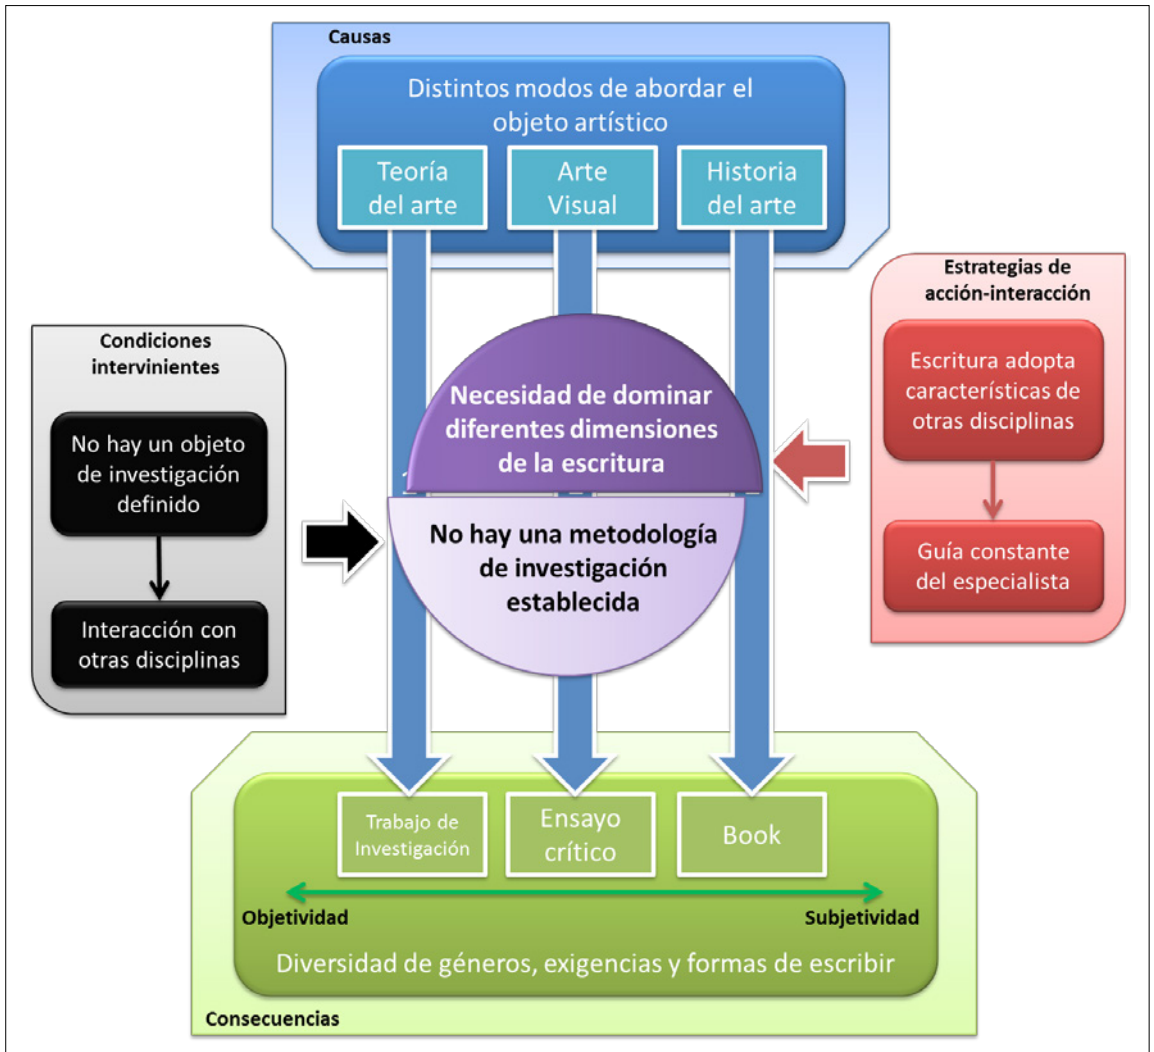 Causas
Distintos modos de abordar el
objeto artístico
Teoría
del arte
Arte
Visual
Historia
del arte
Estrategias de
acción-interacción
Escritura adopta
características de
otras disciplinas
Guía constante
del especialista
Condiciones
intervinientes
No hay un objeto
de investigación
definido
Interacción con
otras disciplinas
Necesidad de dominar
diferentes dimensiones
de la escritura
No hay una metodología
de investigación
establecida
Trabajo de
Investigación
Ensayo
crítico
Book
Objetividad
Subjetividad
Diversidad de géneros, exigencias y formas de escribir
Consecuencias